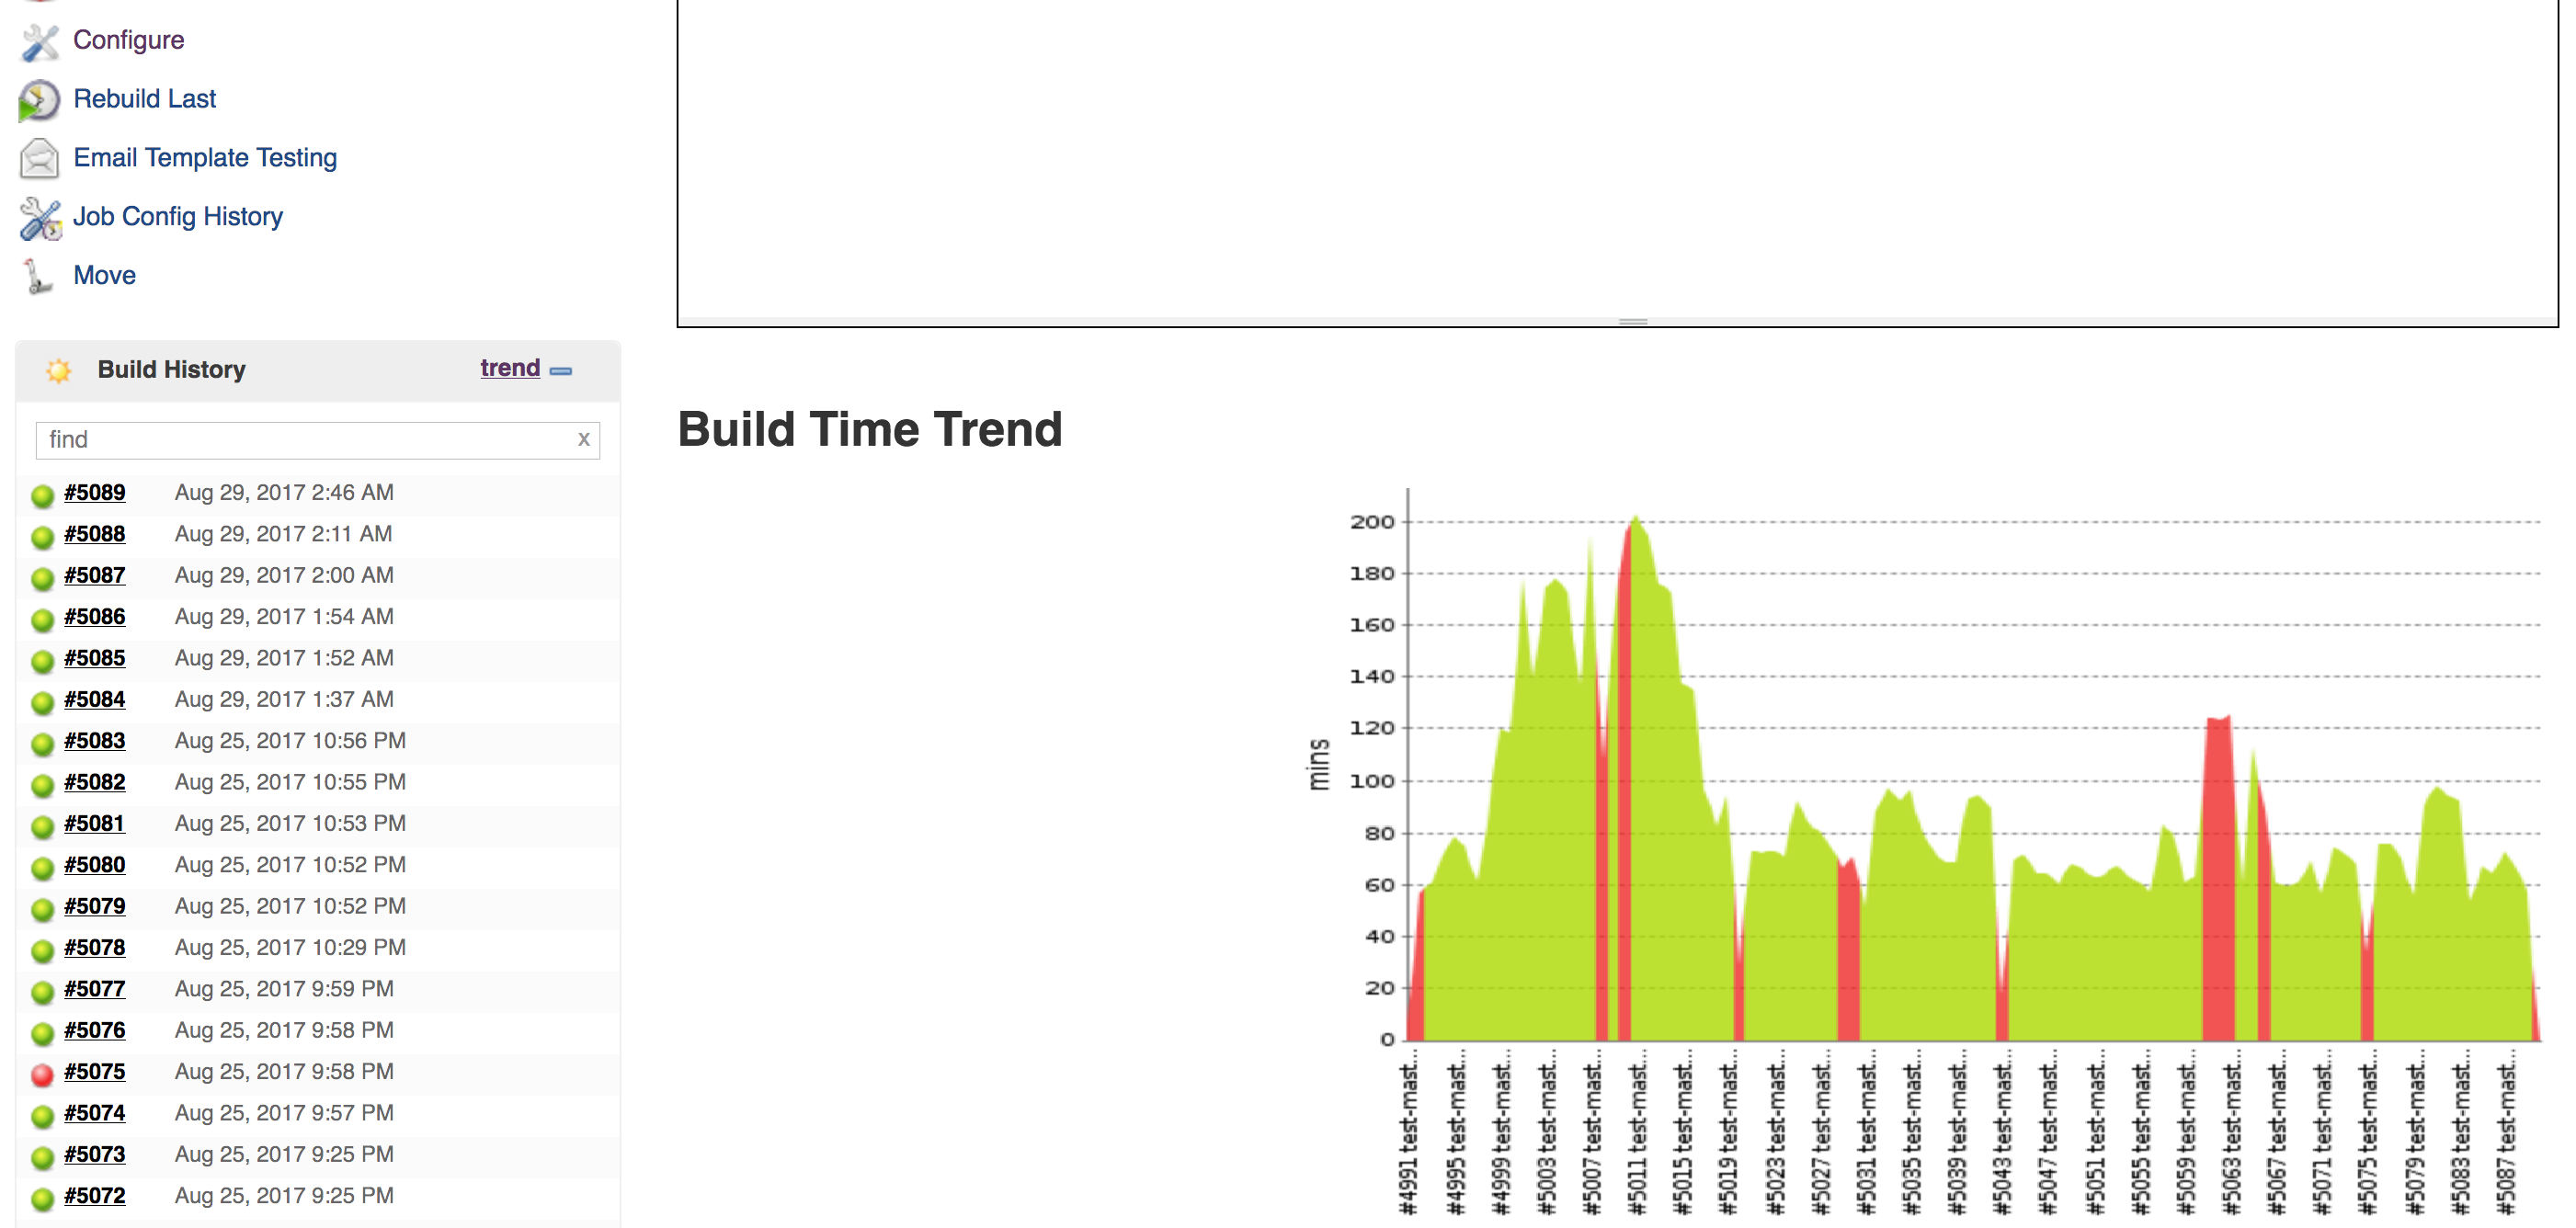 Configure
Rebuild Last
Email Template Testing
Job Config History
Move
Build History trend
find x
#5089 Aug 29, 2017 2:46 AM
#5088 Aug 29, 2017 2:11 AM
#5087 Aug 29, 2017 2:00 AM
#5086 Aug 29, 2017 1:54 AM
#5085 Aug 29, 2017 1:52 AM
#5084 Aug 29, 2017 1:37 AM
#5083 Aug 25, 2017 10:56 PM
#5082 Aug 25, 2017 10:55 PM
#5081 Aug 25, 2017 10:53 PM
#5080 Aug 25, 2017 10:52 PM
#5079 Aug 25, 2017 10:52 PM
#5078 Aug 25, 2017 10:29 PM
#5077 Aug 25, 2017 9:59 PM
#5076 Aug 25, 2017 9:58 PM
#5075 Aug 25, 2017 9:58 PM
#5074 Aug 25, 2017 9:57 PM
#5073 Aug 25, 2017 9:25 PM
#5072 Aug 25, 2017 9:25 PM
Build Time Trend
200
180
160
140
120
100
80
60
40
20
0
mins
#4991 test-mast...
#4995 test-mast...
#4999 test-mast...
#5003 test-mast...
#5007 test-mast...
#5011 test-mast...
#5015 test-mast...
#5019 test-mast...
#5023 test-mast...
#5027 test-mast...
#5031 test-mast...
#5035 test-mast...
#5039 test-mast...
#5043 test-mast...
#5047 test-mast...
#5051 test-mast...
#5055 test-mast...
#5059 test-mast...
#5063 test-mast...
#5067 test-mast...
#5071 test-mast...
#5075 test-mast...
#5079 test-mast...
#5083 test-mast...
#5087 test-mast...